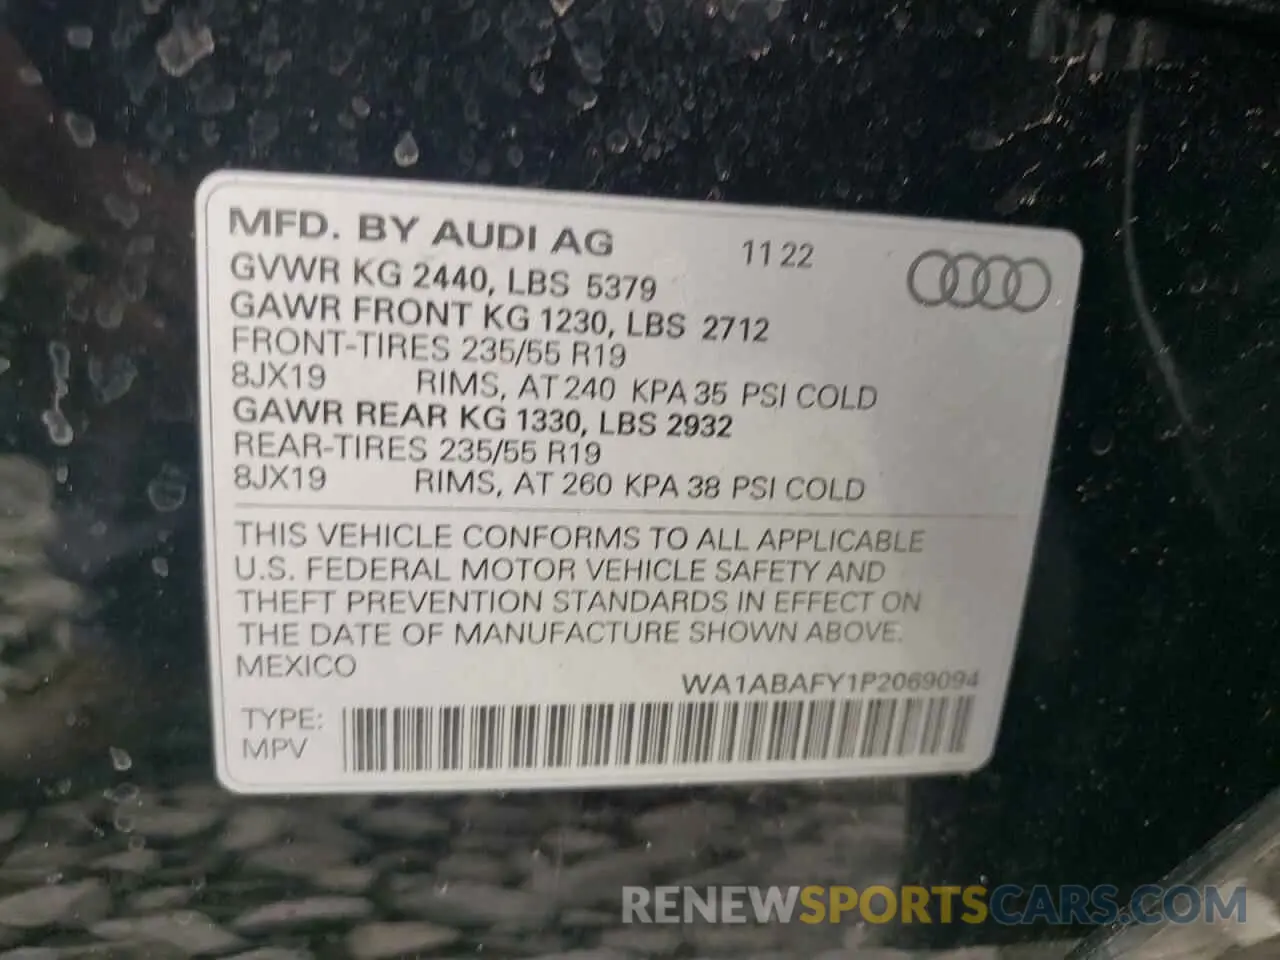 MFD. BY AUDI AG 11 22
GVWR KG 2440, LBS 5379
GAWR FRONT KG 1230, LBS 2712
FRONT-TIRES 235/55 R19
8JX19 RIMS, AT 240 KPA 35 PSI COLD
GAWR REAR KG 1330, LBS 2932
REAR-TIRES 235/55 R19
8JX19 RIMS, AT 260 KPA 38 PSI COLD
THIS VEHICLE CONFORMS TO ALL APPLICABLE
U.S. FEDERAL MOTOR VEHICLE SAFETY AND
THEFT PREVENTION STANDARDS IN EFFECT ON
THE DATE OF MANUFACTURE SHOWN ABOVE.
MEXICO
WA1ABAFY1P2069094
TYPE:
MPV
RENEWSPORTSCARS.COM